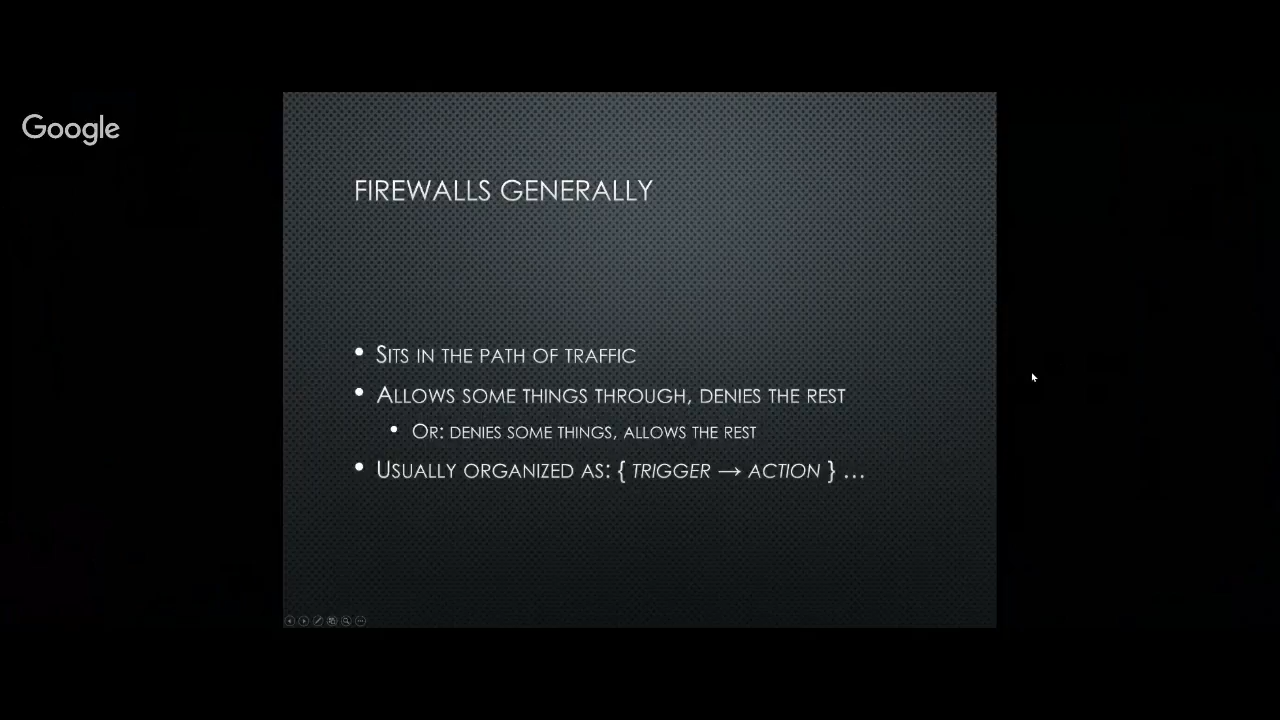 Google
FIREWALLS GENERALLY
• SITS IN THE PATH OF TRAFFIC
• ALLOWS SOME THINGS THROUGH, DENIES THE REST
• OR: DENIES SOME THINGS, ALLOWS THE REST
• USUALLY ORGANIZED AS: { TRIGGER → ACTION } ...